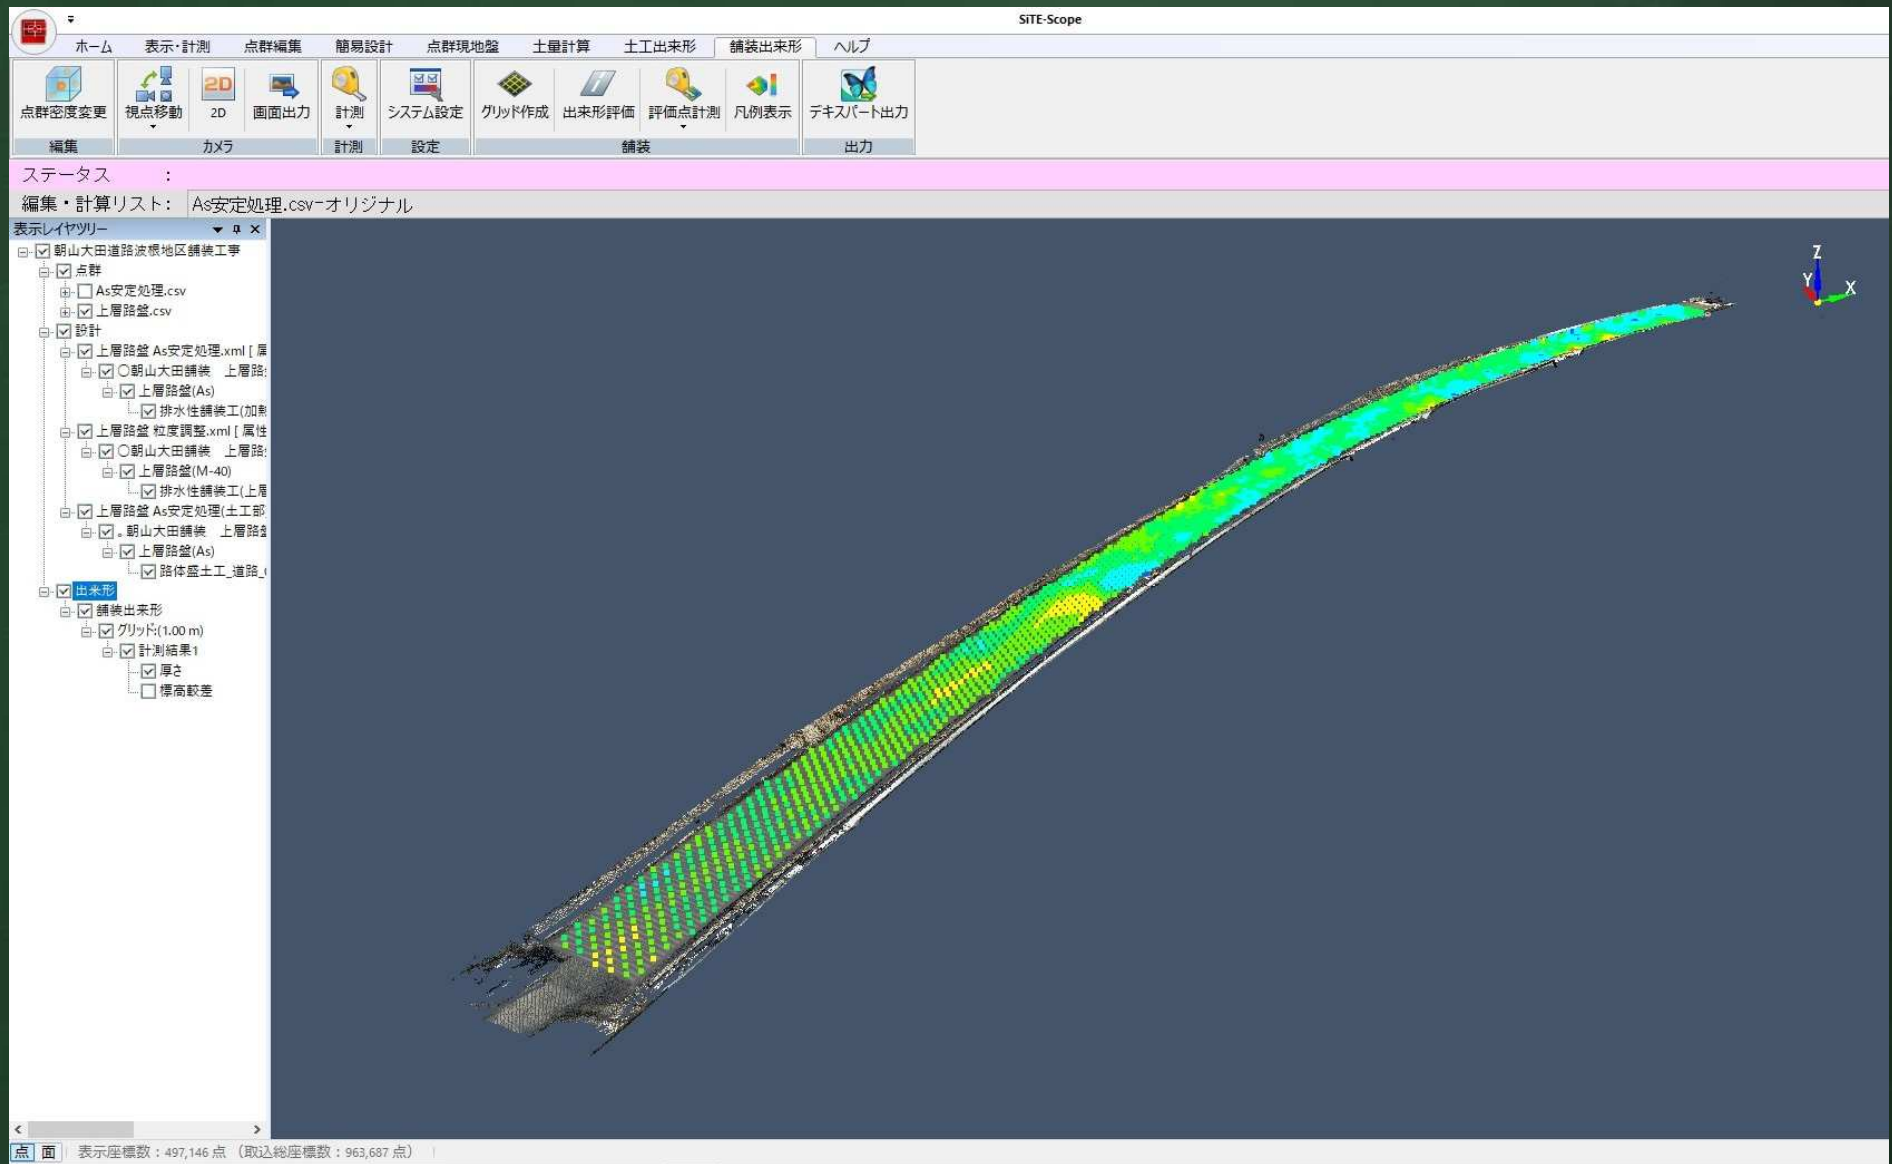 SiTE-Scope
ホーム 表示・計測 点群編集 簡易設計 点群現地盤 土量計算 土工出来形 舗装出来形 ヘルプ
点群密度変更 視点移動 2D 画面出力 計測 システム設定 グリッド作成 出来形評価 評価点計測 凡例表示 デキスパート出力
編集 カメラ 計測 設定 舗装 出力
ステータス :
編集・計算リスト: As安定処理.csv-オリジナル
表示レイヤツリー
朝山大田道路波根地区舗装工事
点群
As安定処理.csv
上層路盤.csv
設計
上層路盤 As安定処理.xml [ 属
〇朝山大田舗装 上層路
上層路盤(As)
排水性舗装工(加熱
上層路盤 粒度調整.xml [ 属性
〇朝山大田舗装 上層路
上層路盤(M-40)
排水性舗装工(上層
上層路盤 As安定処理(土工部
。朝山大田舗装 上層路盤
上層路盤(As)
路体盛土工_道路_
出来形
舗装出来形
グリッド:(1.00 m)
計測結果1
厚さ
標高較差
Z
Y
X
点 面 表示座標数:497,146 点 (取込総座標数:963,687 点)